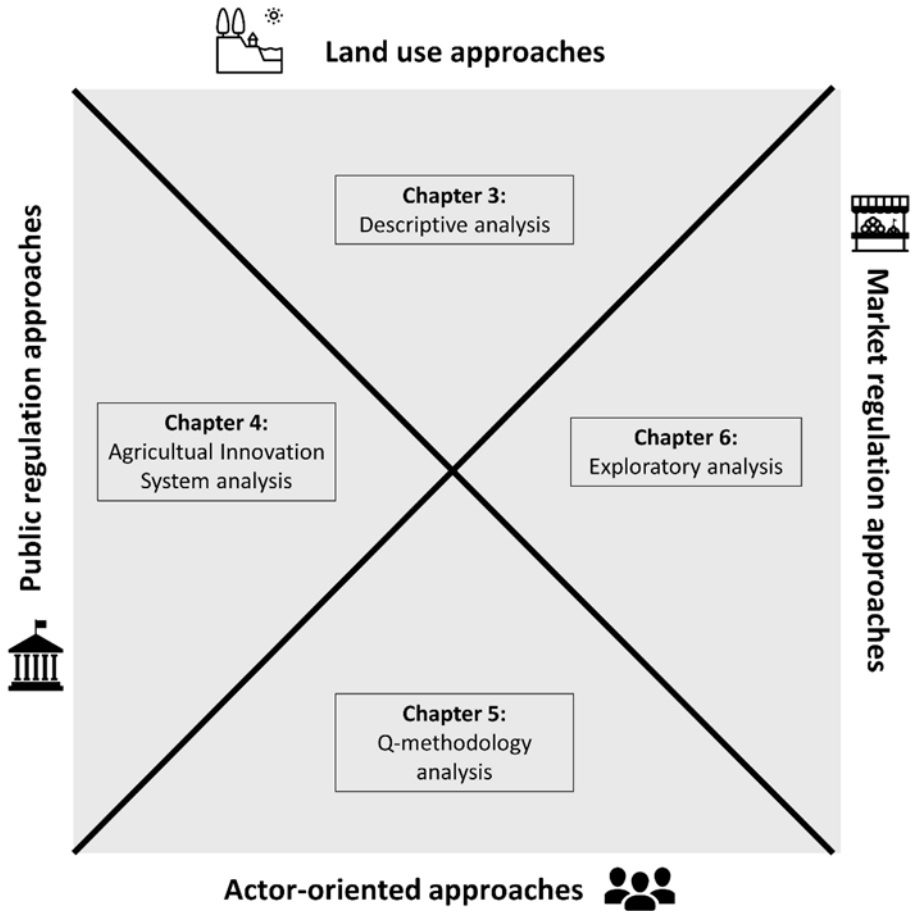 Land use approaches
Chapter 3:
Descriptive analysis
Public regulation approaches
Market regulation approaches
Chapter 4:
Agricultual Innovation
System analysis
Chapter 6:
Exploratory analysis
Chapter 5:
Q-methodology
analysis
Actor-oriented approaches